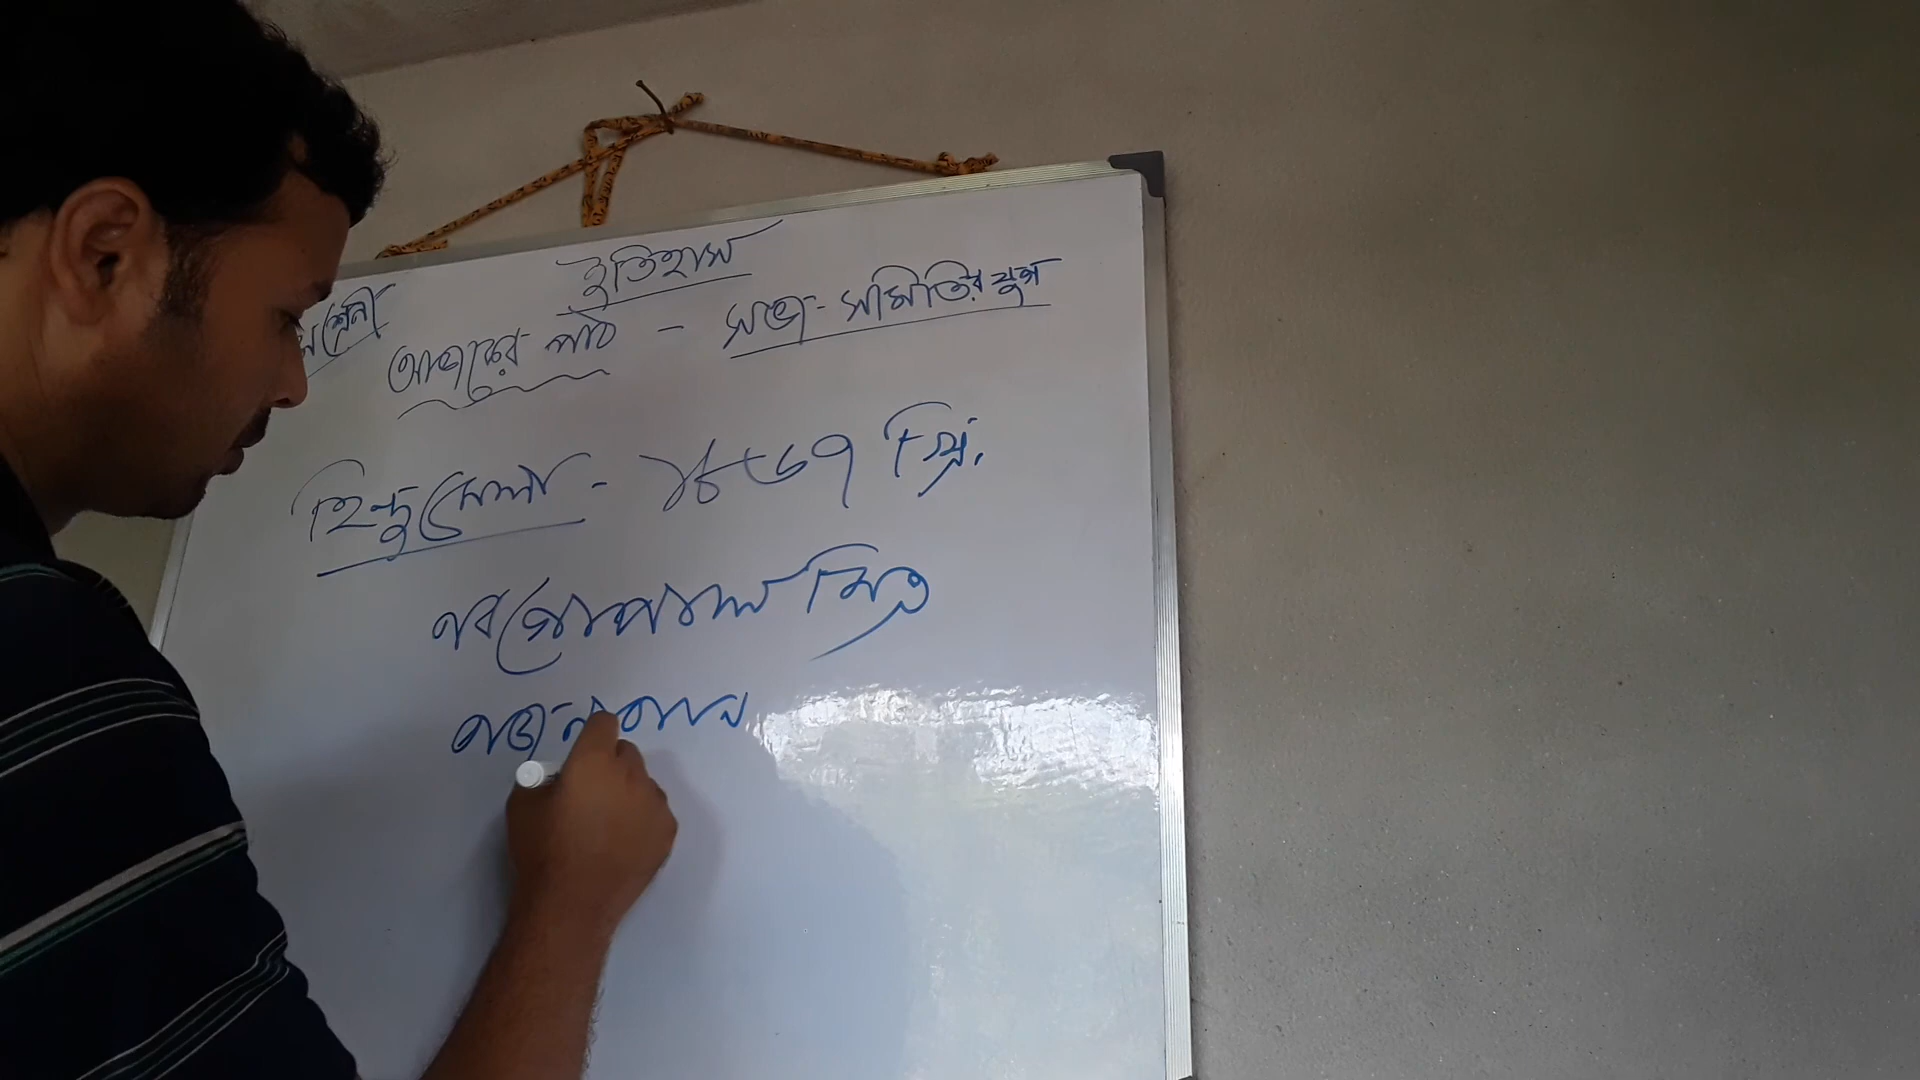 ইতিহাস
শ্রেণী
আজকের পাঠ - সভা-সমিতির যুগ
হিন্দুমেলা - ১৮৬৭ খ্রি.
নবগোপাল মিত্র